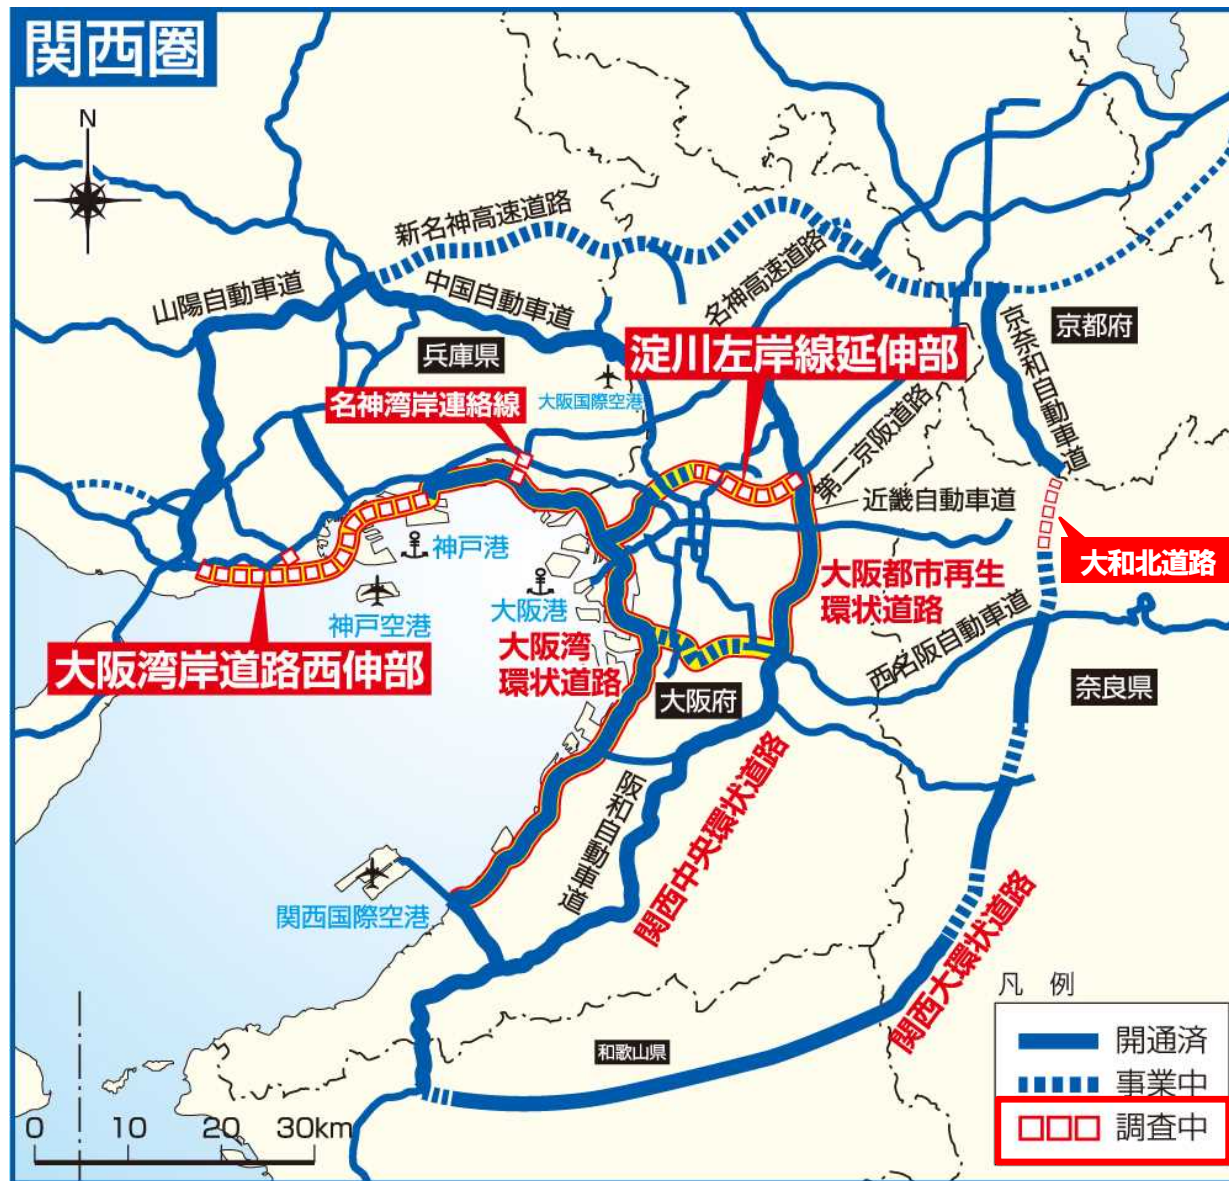 関西圏
N
新名神高速道路
山陽自動車道
中国自動車道
名神高速道路
兵庫県
京都府
京奈和自動車道
淀川左岸線延伸部
名神湾岸連絡線
大阪国際空港
第二京阪道路
近畿自動車道
大和北道路
神戸港
神戸空港
大阪港
大阪湾
環状道路
大阪都市再生
環状道路
大阪湾岸道路西伸部
西名阪自動車道
大阪府
奈良県
阪和自動車道
関西中央環状道路
関西国際空港
関西大環状道路
和歌山県
凡 例
開通済
事業中
調査中
0 10 20 30km